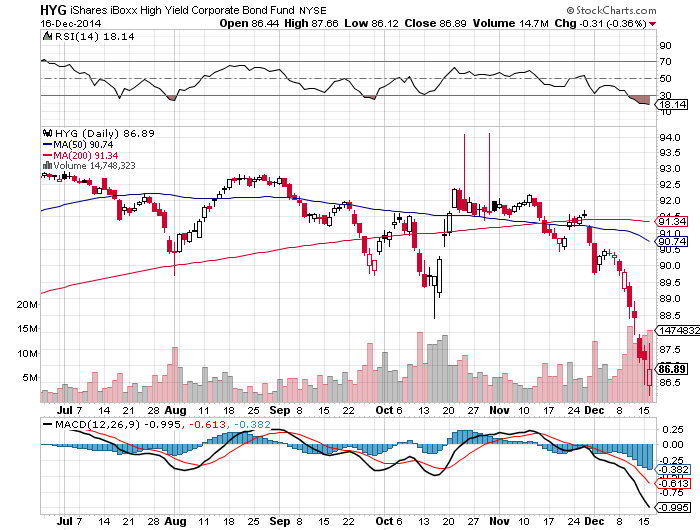 HYG iShares iBoxx High Yield Corporate Bond Fund NYSE © StockCharts.com
16-Dec-2014 Open 86.44 High 87.66 Low 86.12 Close 86.89 Volume 14.7M Chg -0.31 (-0.36%)
RSI(14) 18.14
90
70
50
30
18.14
HYG (Daily) 86.89
MA(50) 90.74
MA(200) 91.34
Volume 14,748,323
94.0
93.5
93.0
92.5
92.0
91.5
91.34
91.0
90.74
90.5
90.0
89.5
89.0
88.5
88.0
1474832
87.5
86.89
86.5
20M
15M
10M
5M
Jul 7 14 21 28 Aug 11 18 25 Sep 8 15 22 Oct 6 13 20 27 Nov 10 17 24 Dec 8 15
MACD(12,26,9) -0.995, -0.613, -0.382
0.25
0.00
-0.382
-0.613
-0.75
-0.995
Jul 7 14 21 28 Aug 11 18 25 Sep 8 15 22 Oct 6 13 20 27 Nov 10 17 24 Dec 8 15